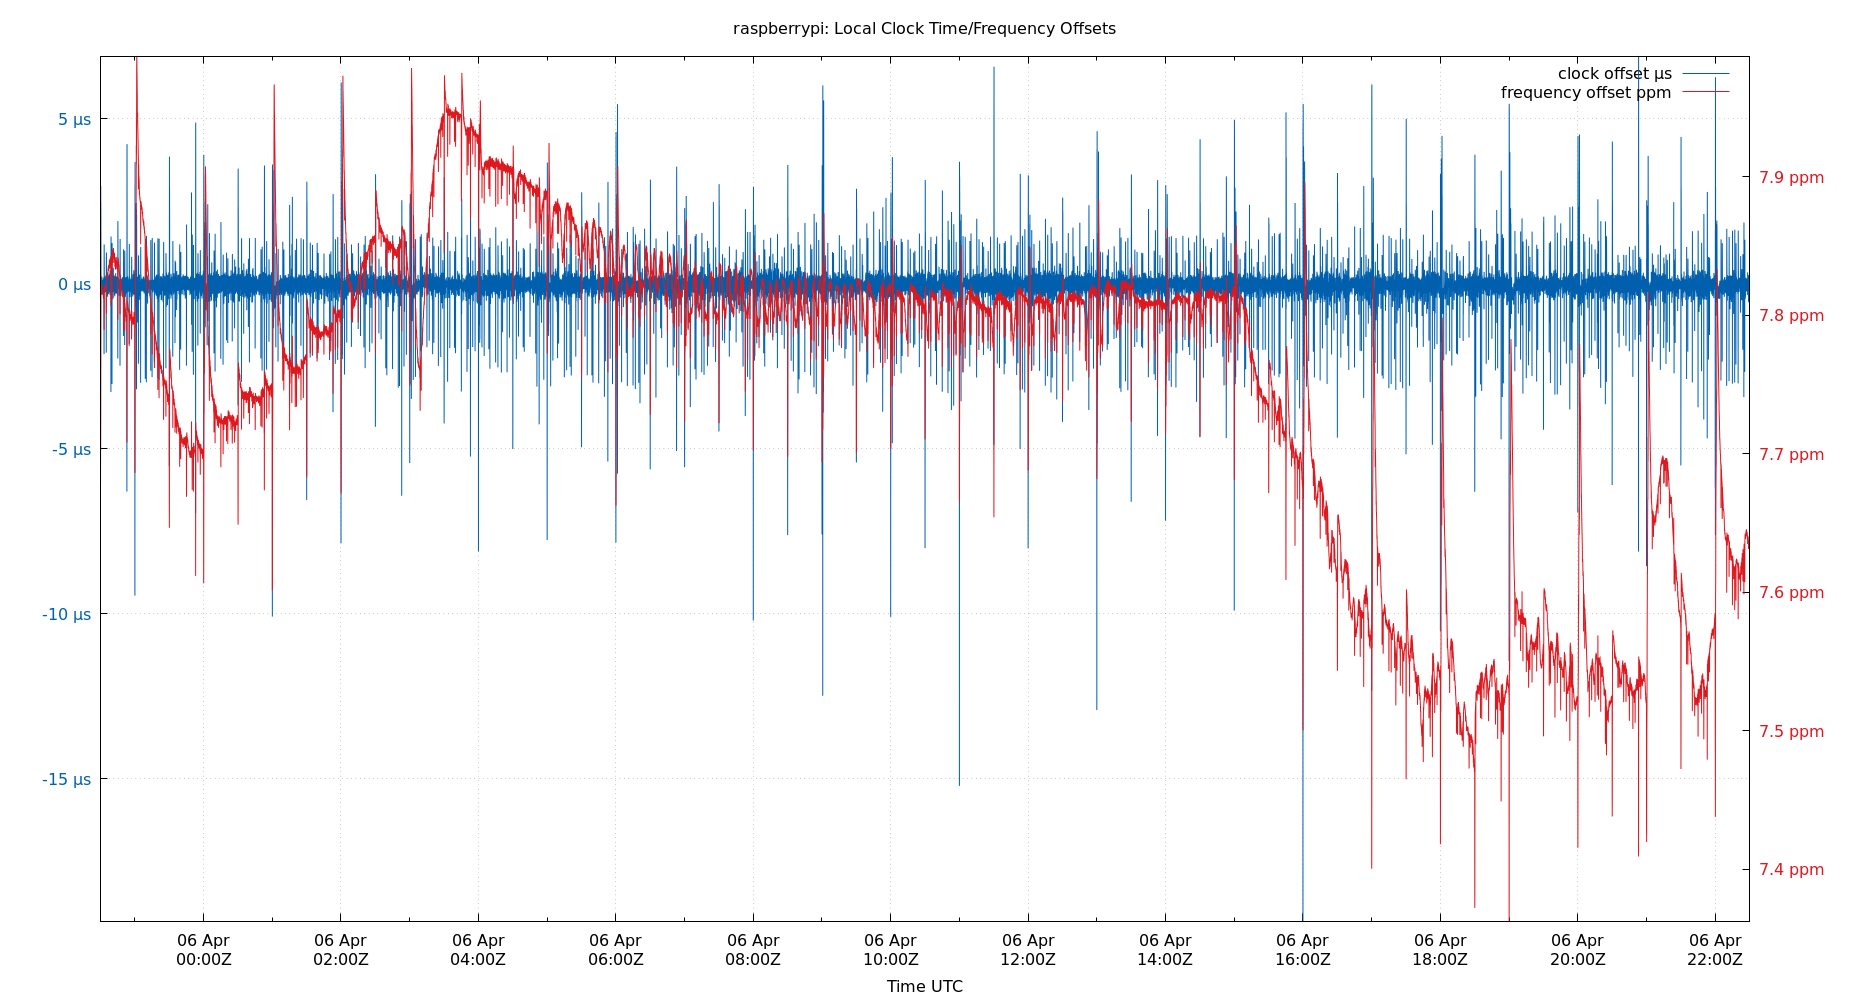 raspberrypi: Local Clock Time/Frequency Offsets
clock offset µs
frequency offset ppm
5 µs
0 µs
-5 µs
-10 µs
-15 µs
7.9 ppm
7.8 ppm
7.7 ppm
7.6 ppm
7.5 ppm
7.4 ppm
06 Apr 06 Apr 06 Apr 06 Apr 06 Apr 06 Apr 06 Apr 06 Apr 06 Apr 06 Apr 06 Apr 06 Apr
00:00Z 02:00Z 04:00Z 06:00Z 08:00Z 10:00Z 12:00Z 14:00Z 16:00Z 18:00Z 20:00Z 22:00Z
Time UTC